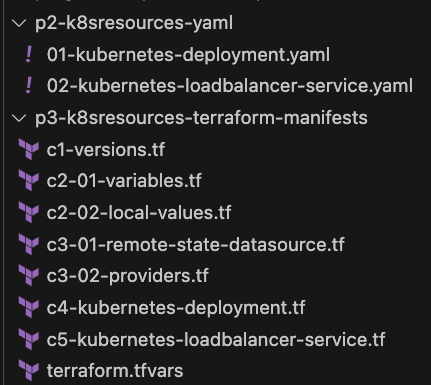 p2-k8sresources-yaml
01-kubernetes-deployment.yaml
02-kubernetes-loadbalancer-service.yaml
p3-k8sresources-terraform-manifests
c1-versions.tf
c2-01-variables.tf
c2-02-local-values.tf
c3-01-remote-state-datasource.tf
c3-02-providers.tf
c4-kubernetes-deployment.tf
c5-kubernetes-loadbalancer-service.tf
terraform.tfvars